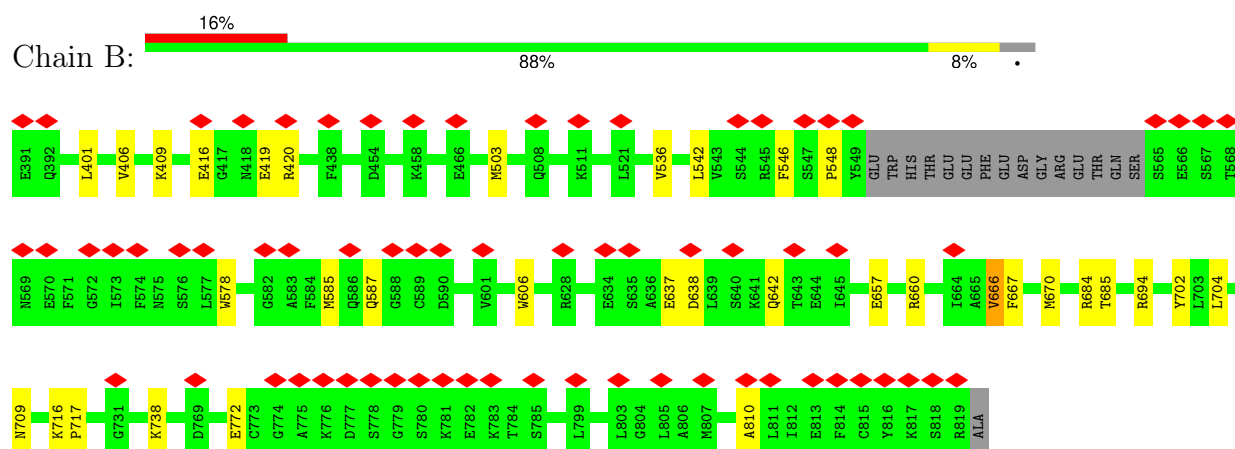 16%
Chain B:
88% 8% •
E391 Q392 L401 V406 K409 E416 G417 N418 E419 R420 F438 D454 K458 E466 M503 Q508 K511 L521 V536 L542 V543 S544 R545 F546 S547 P548 Y549 GLU TRP HIS THR GLU GLU PHE GLU ASP GLY ARG GLU THR GLN SER S565 E566 S567 T568
N569 E570 F571 G572 I573 F574 N575 S576 L577 W578 G582 A583 F584 M585 Q586 Q587 G588 C589 D590 V601 W606 R628 E634 S635 A636 E637 D638 L639 S640 K641 Q642 T643 E644 I645 E657 R660 I664 A665 V666 F667 M670 R684 T685 R694 Y702 L703 L704
N709 K716 P717 G731 K738 D769 E772 C773 G774 A775 K776 D777 S778 G779 S780 K781 E782 K783 T784 S785 L799 L803 G804 L805 A806 M807 A810 L811 I812 E813 F814 C815 Y816 K817 S818 R819 ALA